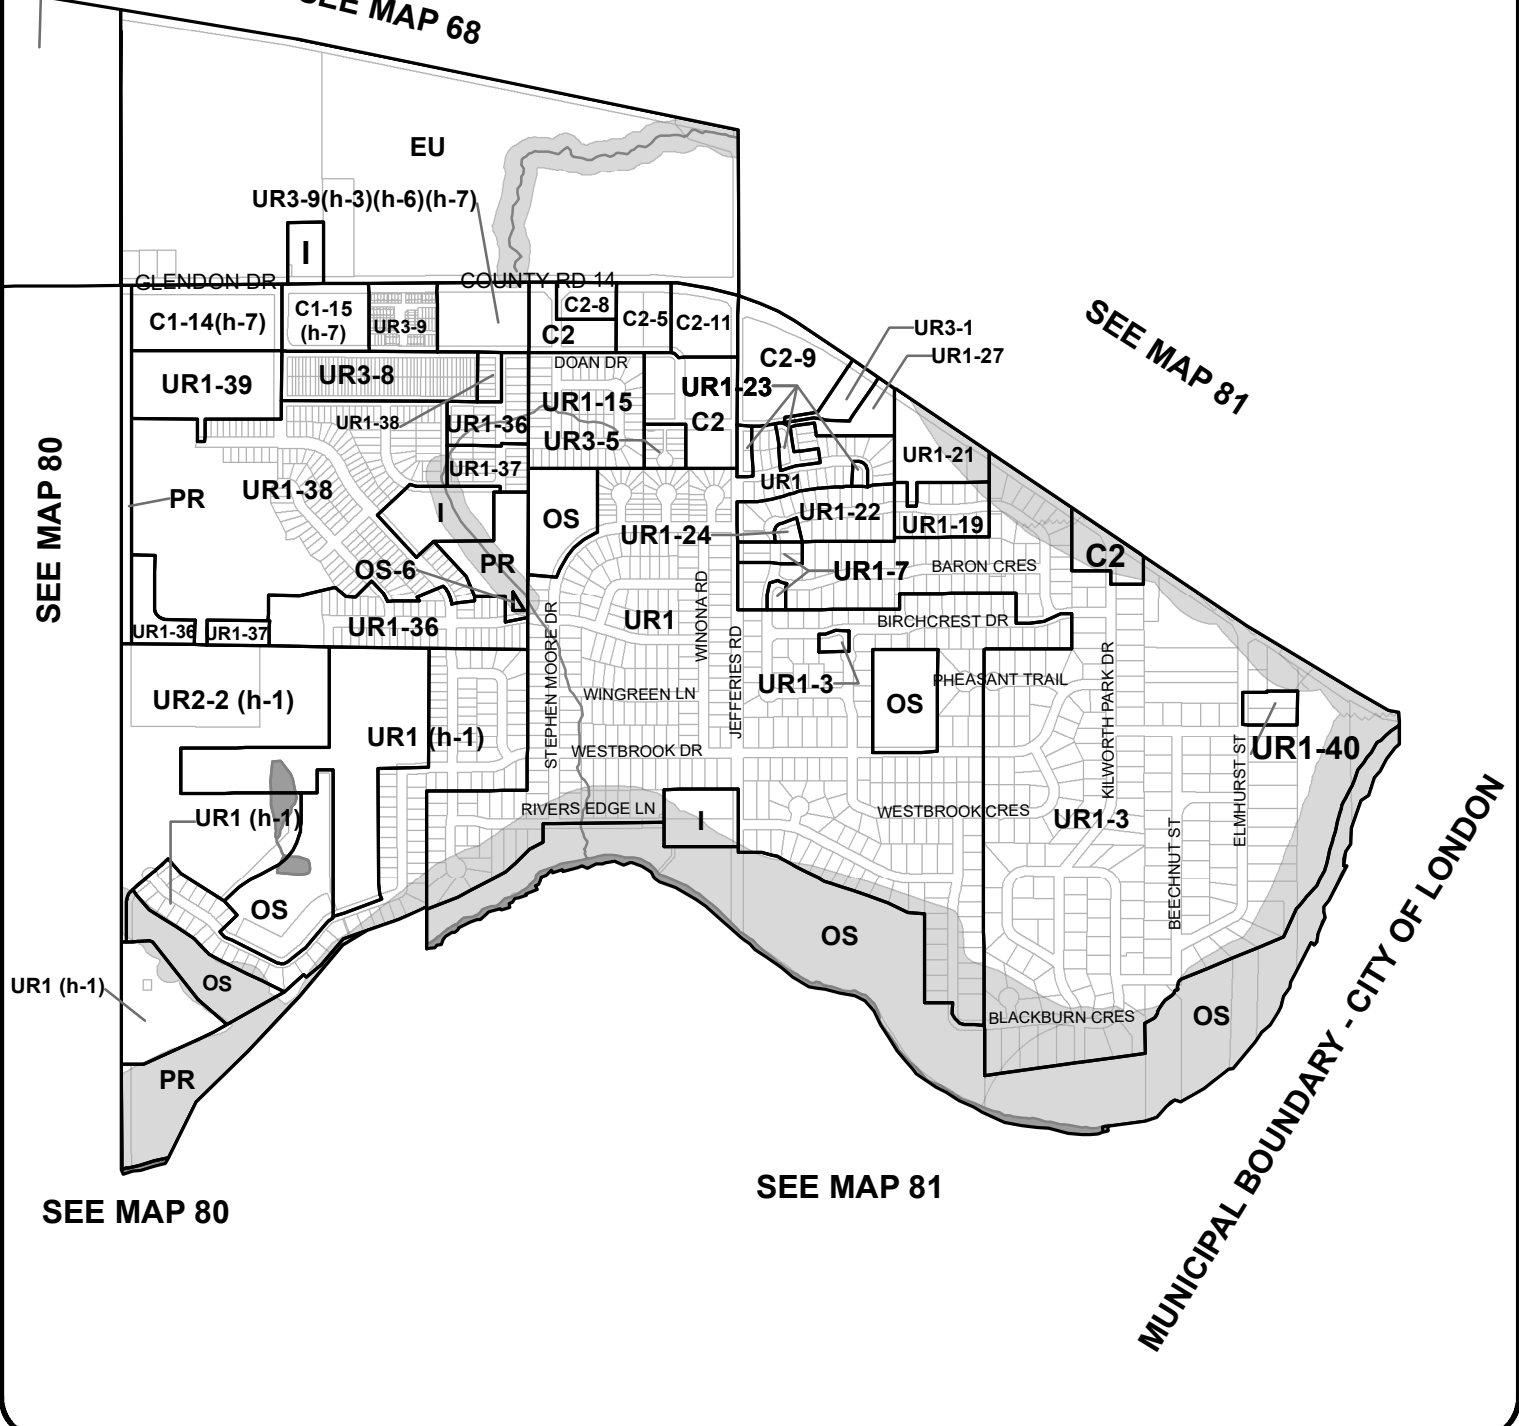 SEE MAP 68
EU
UR3-9(h-3)(h-6)(h-7)
I
GLENDON DR
COUNTY RD 14
C1-14(h-7)
C1-15
(h-7)
UR3-9
C2-8
C2
C2-5
C2-11
C2-9
UR3-1
UR1-27
SEE MAP 81
DOAN DR
UR1-39
UR3-8
UR1-15
UR1-23
C2
UR1-38
UR1-36
UR3-5
UR1-37
UR1-21
SEE MAP 80
PR
UR1-38
UR1
I
OS
UR1-22
UR1-24
UR1-19
OS-6
PR
UR1-7
BARON CRES
C2
UR1-36
UR1-37
UR1-36
UR1
WINONA RD
STEPHEN MOORE DR
JEFFERIES RD
BIRCHCREST DR
UR1-3
PHEASANT TRAIL
OS
KILWORTH PARK DR
UR2-2 (h-1)
WINGREEN LN
UR1 (h-1)
WESTBROOK DR
UR1-40
ELMHURST ST
UR1 (h-1)
RIVERS EDGE LN
I
WESTBROOK CRES
UR1-3
BEECHNUT ST
OS
OS
OS
UR1 (h-1)
BLACKBURN CRES
OS
PR
MUNICIPAL BOUNDARY - CITY OF LONDON
SEE MAP 80
SEE MAP 81